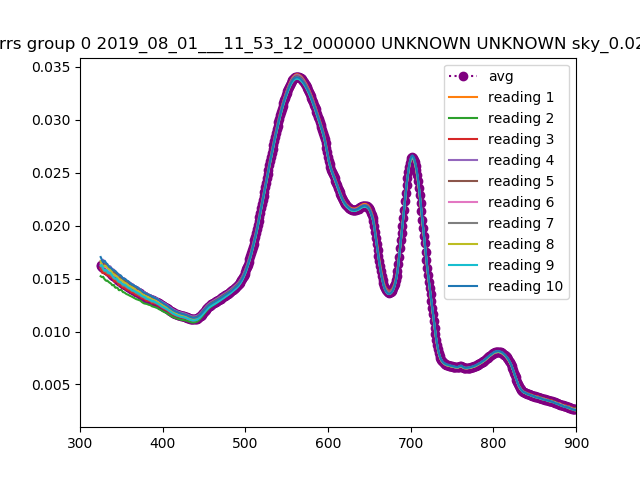 rrs group 0 2019_08_01___11_53_12_000000 UNKNOWN UNKNOWN sky_0.02
0.035
0.030
0.025
0.020
0.015
0.010
0.005
300 400 500 600 700 800 900
avg
reading 1
reading 2
reading 3
reading 4
reading 5
reading 6
reading 7
reading 8
reading 9
reading 10